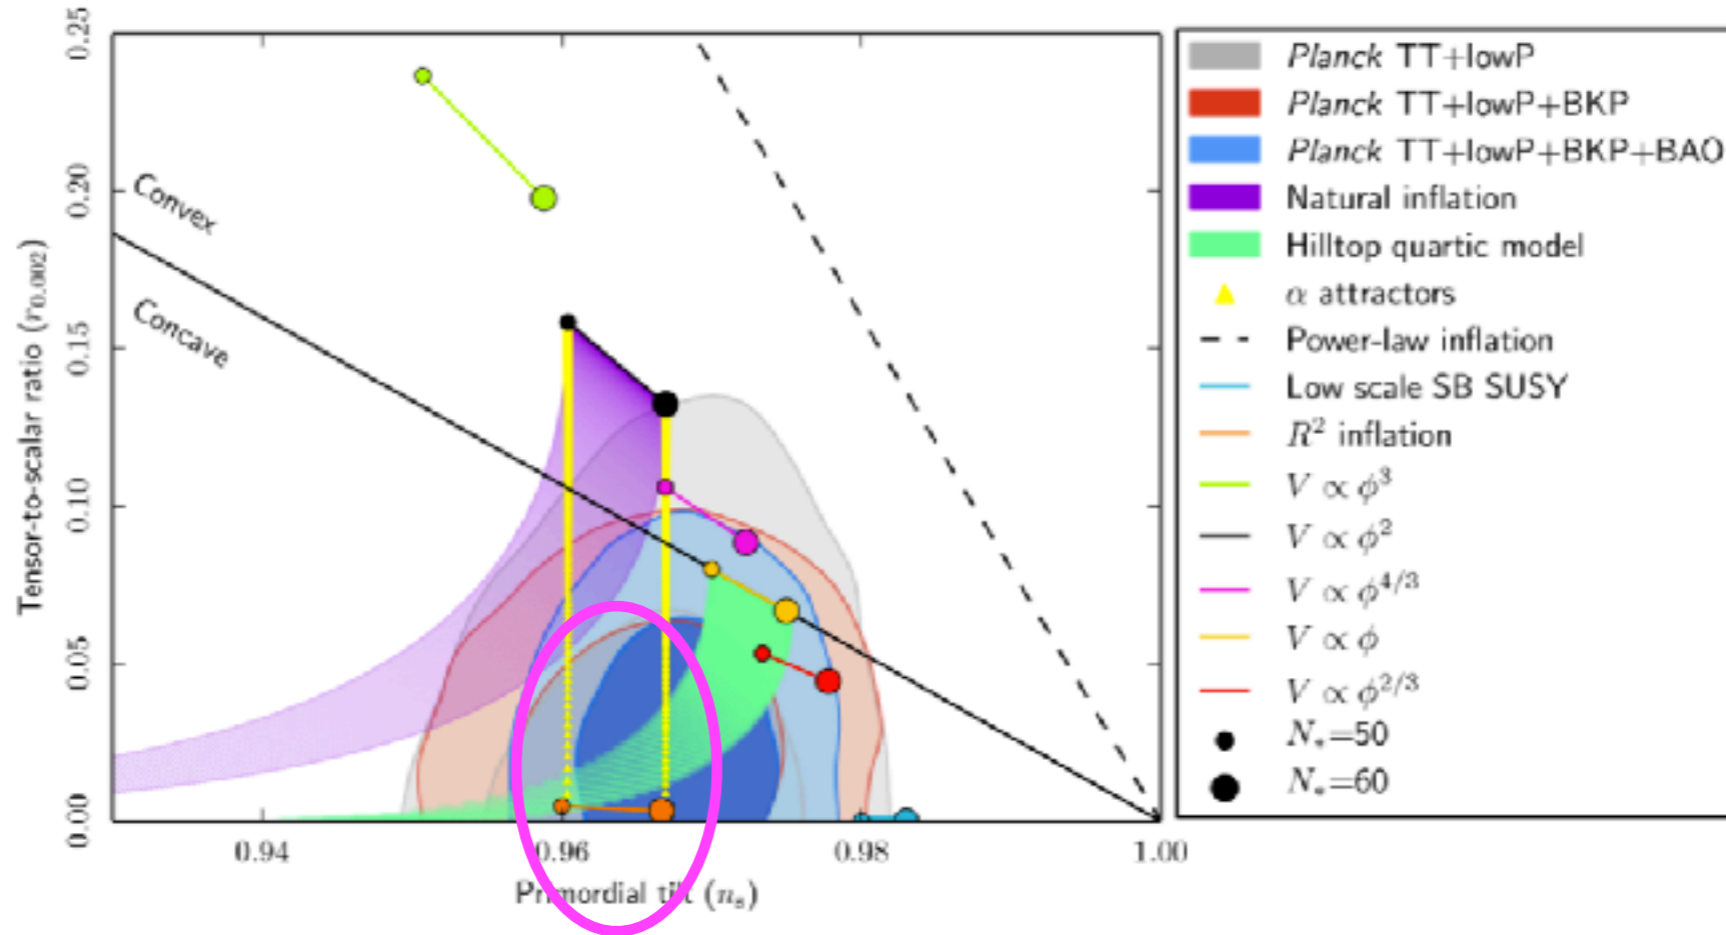 0.25
0.20
0.15
0.10
0.05
0.00
Tensor-to-scalar ratio (r₀.₀₀₂)
Convex
Concave
0.94
0.96
0.98
1.00
Primordial tilt (nₛ)
Planck TT+lowP
Planck TT+lowP+BKP
Planck TT+lowP+BKP+BAO
Natural inflation
Hilltop quartic model
α attractors
Power-law inflation
Low scale SB SUSY
R² inflation
V ∝ ϕ³
V ∝ ϕ²
V ∝ ϕ^{4/3}
V ∝ ϕ
V ∝ ϕ^{2/3}
N∗=50
N∗=60